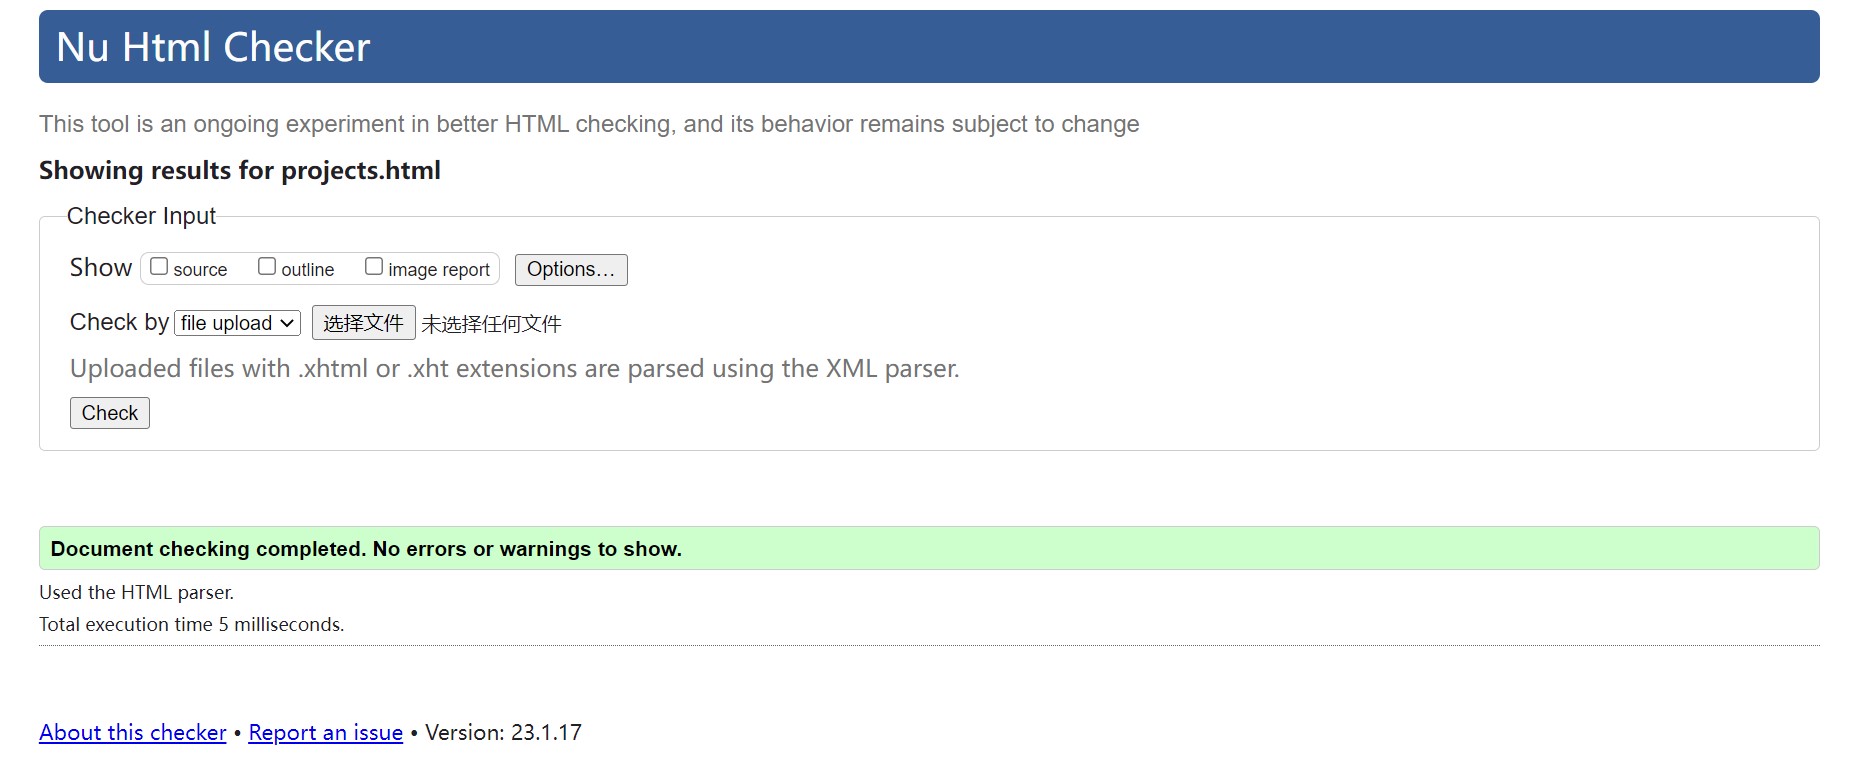 Nu Html Checker
This tool is an ongoing experiment in better HTML checking, and its behavior remains subject to change
Showing results for projects.html
Checker Input
Show source outline image report Options...
Check by file upload 选择文件 未选择任何文件
Uploaded files with .xhtml or .xht extensions are parsed using the XML parser.
Check
Document checking completed. No errors or warnings to show.
Used the HTML parser.
Total execution time 5 milliseconds.
About this checker • Report an issue • Version: 23.1.17